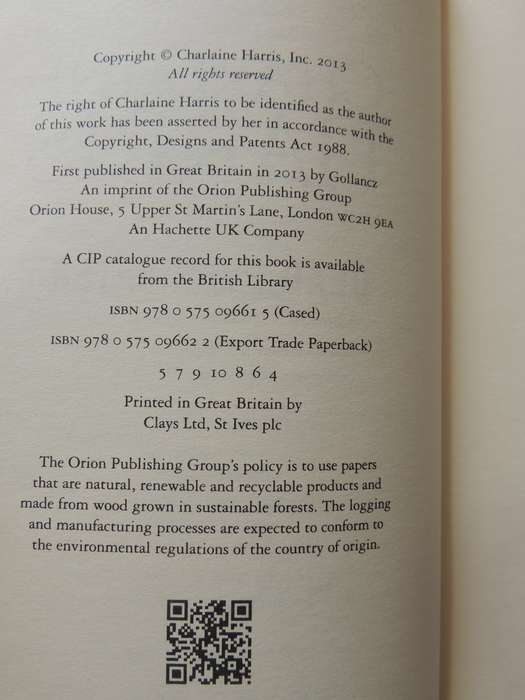 Copyright © Charlaine Harris, Inc. 2013
All rights reserved
The right of Charlaine Harris to be identified as the author
of this work has been asserted by her in accordance with the
Copyright, Designs and Patents Act 1988.
First published in Great Britain in 2013 by Gollancz
An imprint of the Orion Publishing Group
Orion House, 5 Upper St Martin's Lane, London WC2H 9EA
An Hachette UK Company
A CIP catalogue record for this book is available
from the British Library
ISBN 978 0 575 09661 5 (Cased)
ISBN 978 0 575 09662 2 (Export Trade Paperback)
5 7 9 10 8 6 4
Printed in Great Britain by
Clays Ltd, St Ives plc
The Orion Publishing Group's policy is to use papers
that are natural, renewable and recyclable products and
made from wood grown in sustainable forests. The logging
and manufacturing processes are expected to conform to
the environmental regulations of the country of origin.